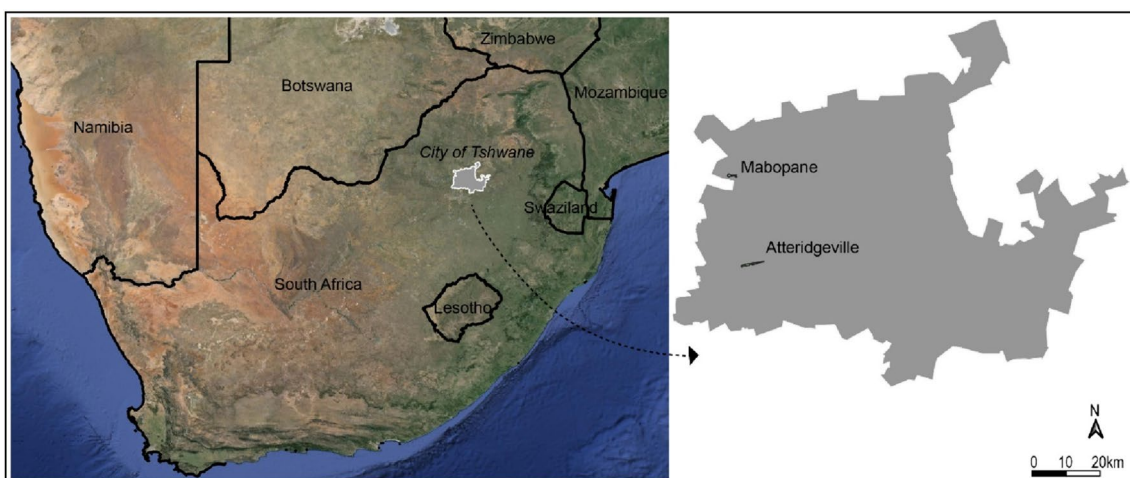 Zimbabwe
Botswana
Mozambique
Namibia
City of Tshwane
Swaziland
South Africa
Lesotho
Mabopane
Atteridgeville
N
0 10 20km